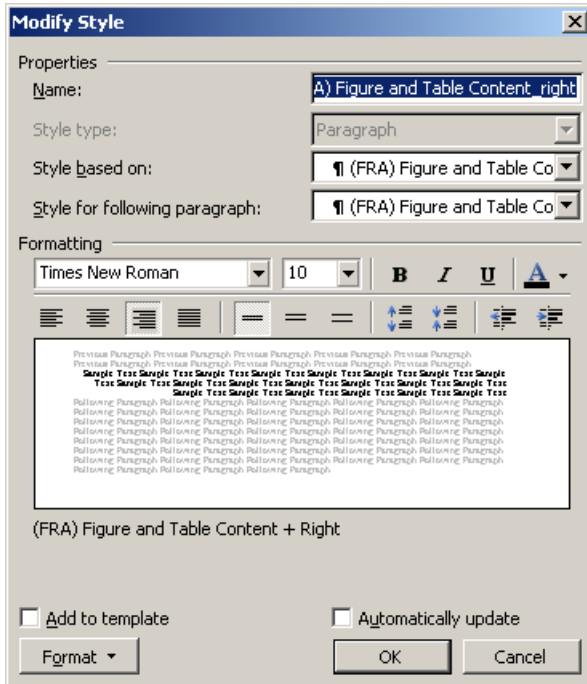 Modify Style
Properties
Name: A) Figure and Table Content_right
Style type: Paragraph
Style based on: ¶ (FRA) Figure and Table Co
Style for following paragraph: ¶ (FRA) Figure and Table Co
Formatting
Times New Roman 10 B I U A
Previous Paragraph Previous Paragraph Previous Paragraph Previous Paragraph Previous Paragraph
Previous Paragraph Previous Paragraph Previous Paragraph Previous Paragraph Previous Paragraph
Sample Text Sample Text Sample Text Sample Text Sample Text Sample Text Sample
Text Sample Text Sample Text Sample Text Sample Text Sample Text Sample Text
Sample Text Sample Text Sample Text Sample Text Sample Text
Following Paragraph Following Paragraph Following Paragraph Following Paragraph Following Paragraph
Following Paragraph Following Paragraph Following Paragraph Following Paragraph Following Paragraph
Following Paragraph Following Paragraph Following Paragraph Following Paragraph Following Paragraph
Following Paragraph Following Paragraph Following Paragraph Following Paragraph Following Paragraph
Following Paragraph Following Paragraph Following Paragraph Following Paragraph Following Paragraph
Following Paragraph Following Paragraph Following Paragraph Following Paragraph Following Paragraph
Following Paragraph Following Paragraph Following Paragraph Following Paragraph Following Paragraph
Following Paragraph Following Paragraph Following Paragraph
(FRA) Figure and Table Content + Right
Add to template Automatically update
Format OK Cancel